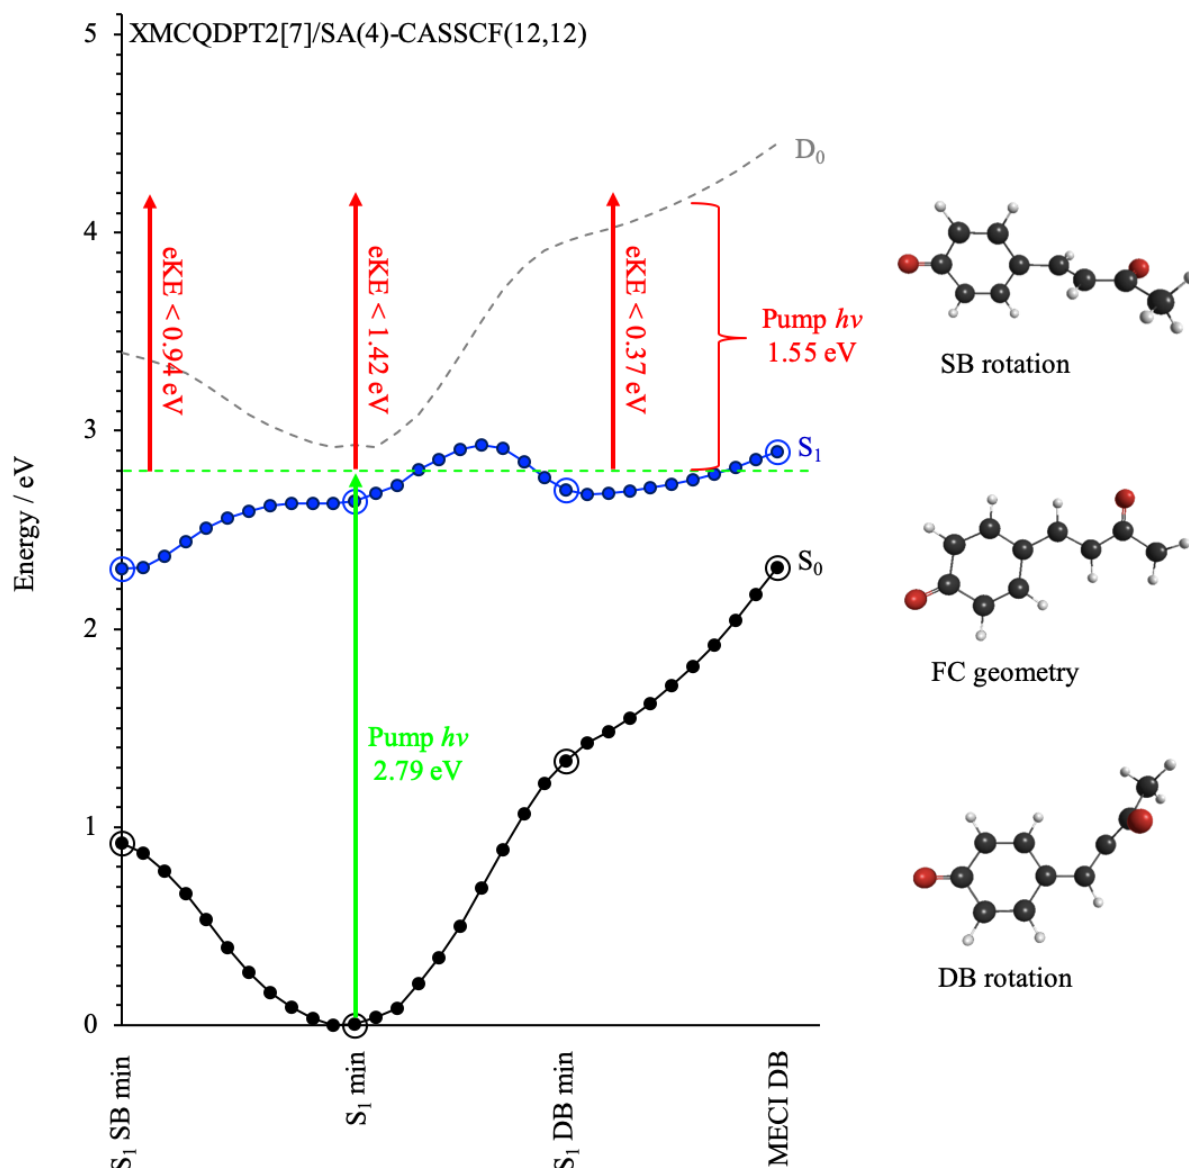 XMCQDPT2[7]/SA(4)-CASSCF(12,12)
5
4
3
2
1
0
Energy / eV
D₀
S₁
S₀
eKE < 0.94 eV
eKE < 1.42 eV
eKE < 0.37 eV
Pump hν
1.55 eV
Pump hν
2.79 eV
S₁ SB min
S₁ min
S₁ DB min
MECI DB
SB rotation
FC geometry
DB rotation